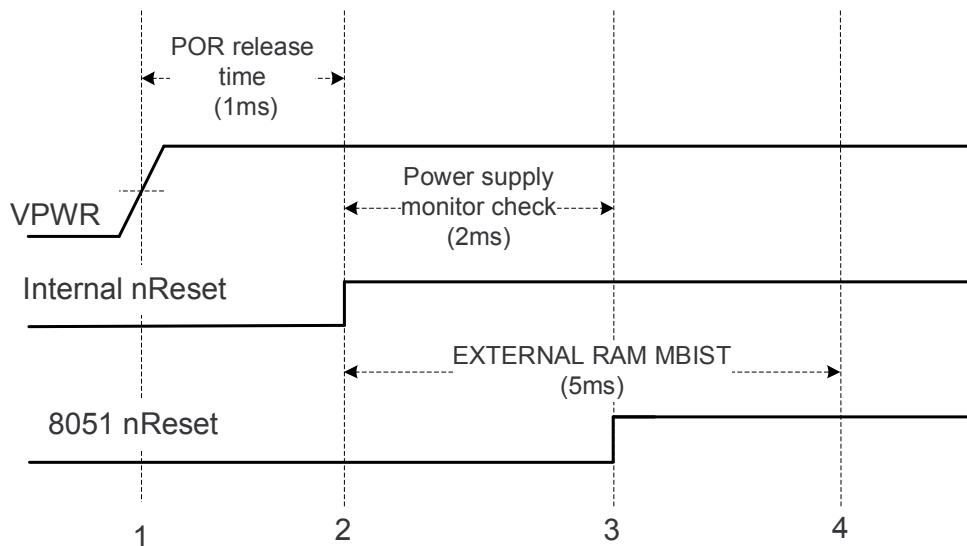 POR release
time
(1ms)
Power supply
monitor check
(2ms)
VPWR
Internal nReset
EXTERNAL RAM MBIST
(5ms)
8051 nReset
1
2
3
4